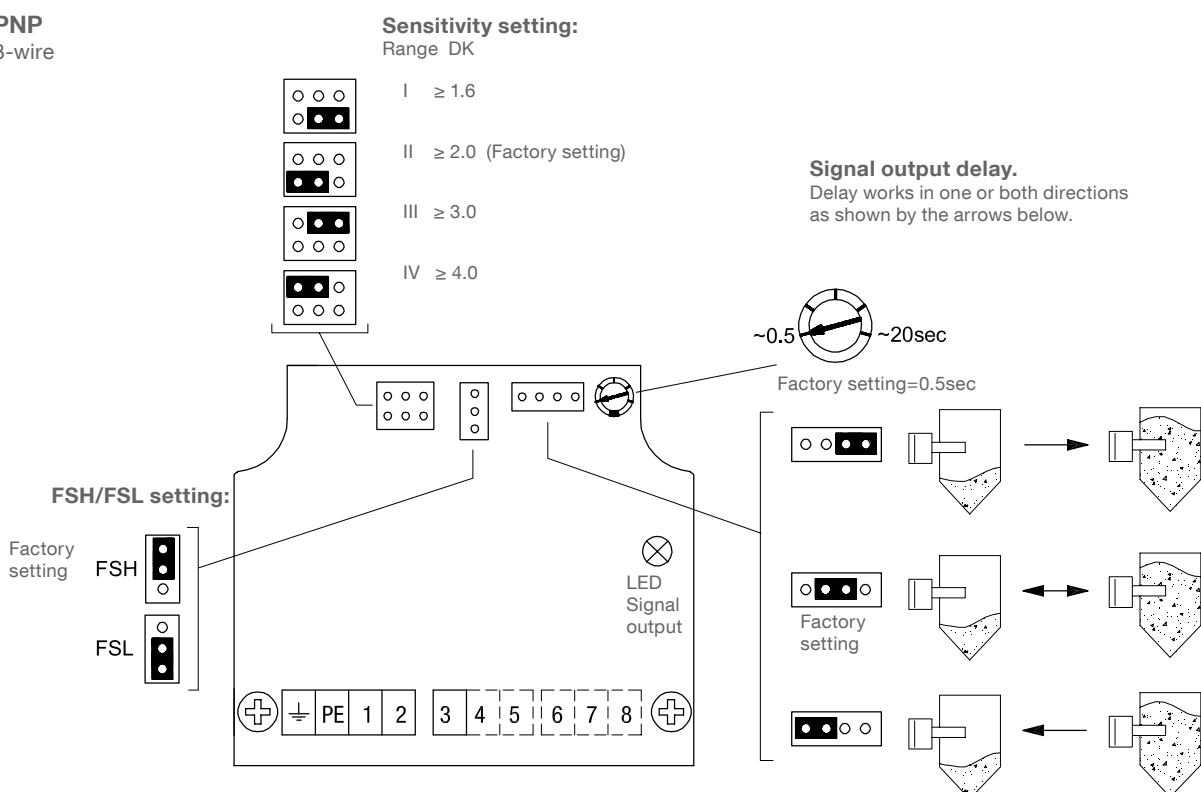 PNP
3-wire
Sensitivity setting:
Range DK
I ≥ 1.6
II ≥ 2.0 (Factory setting)
III ≥ 3.0
IV ≥ 4.0
Signal output delay.
Delay works in one or both directions
as shown by the arrows below.
~0.5
~20sec
Factory setting=0.5sec
FSH/FSL setting:
Factory
setting
FSH
FSL
LED
Signal
output
Factory
setting
PE 1 2 3 4 5 6 7 8